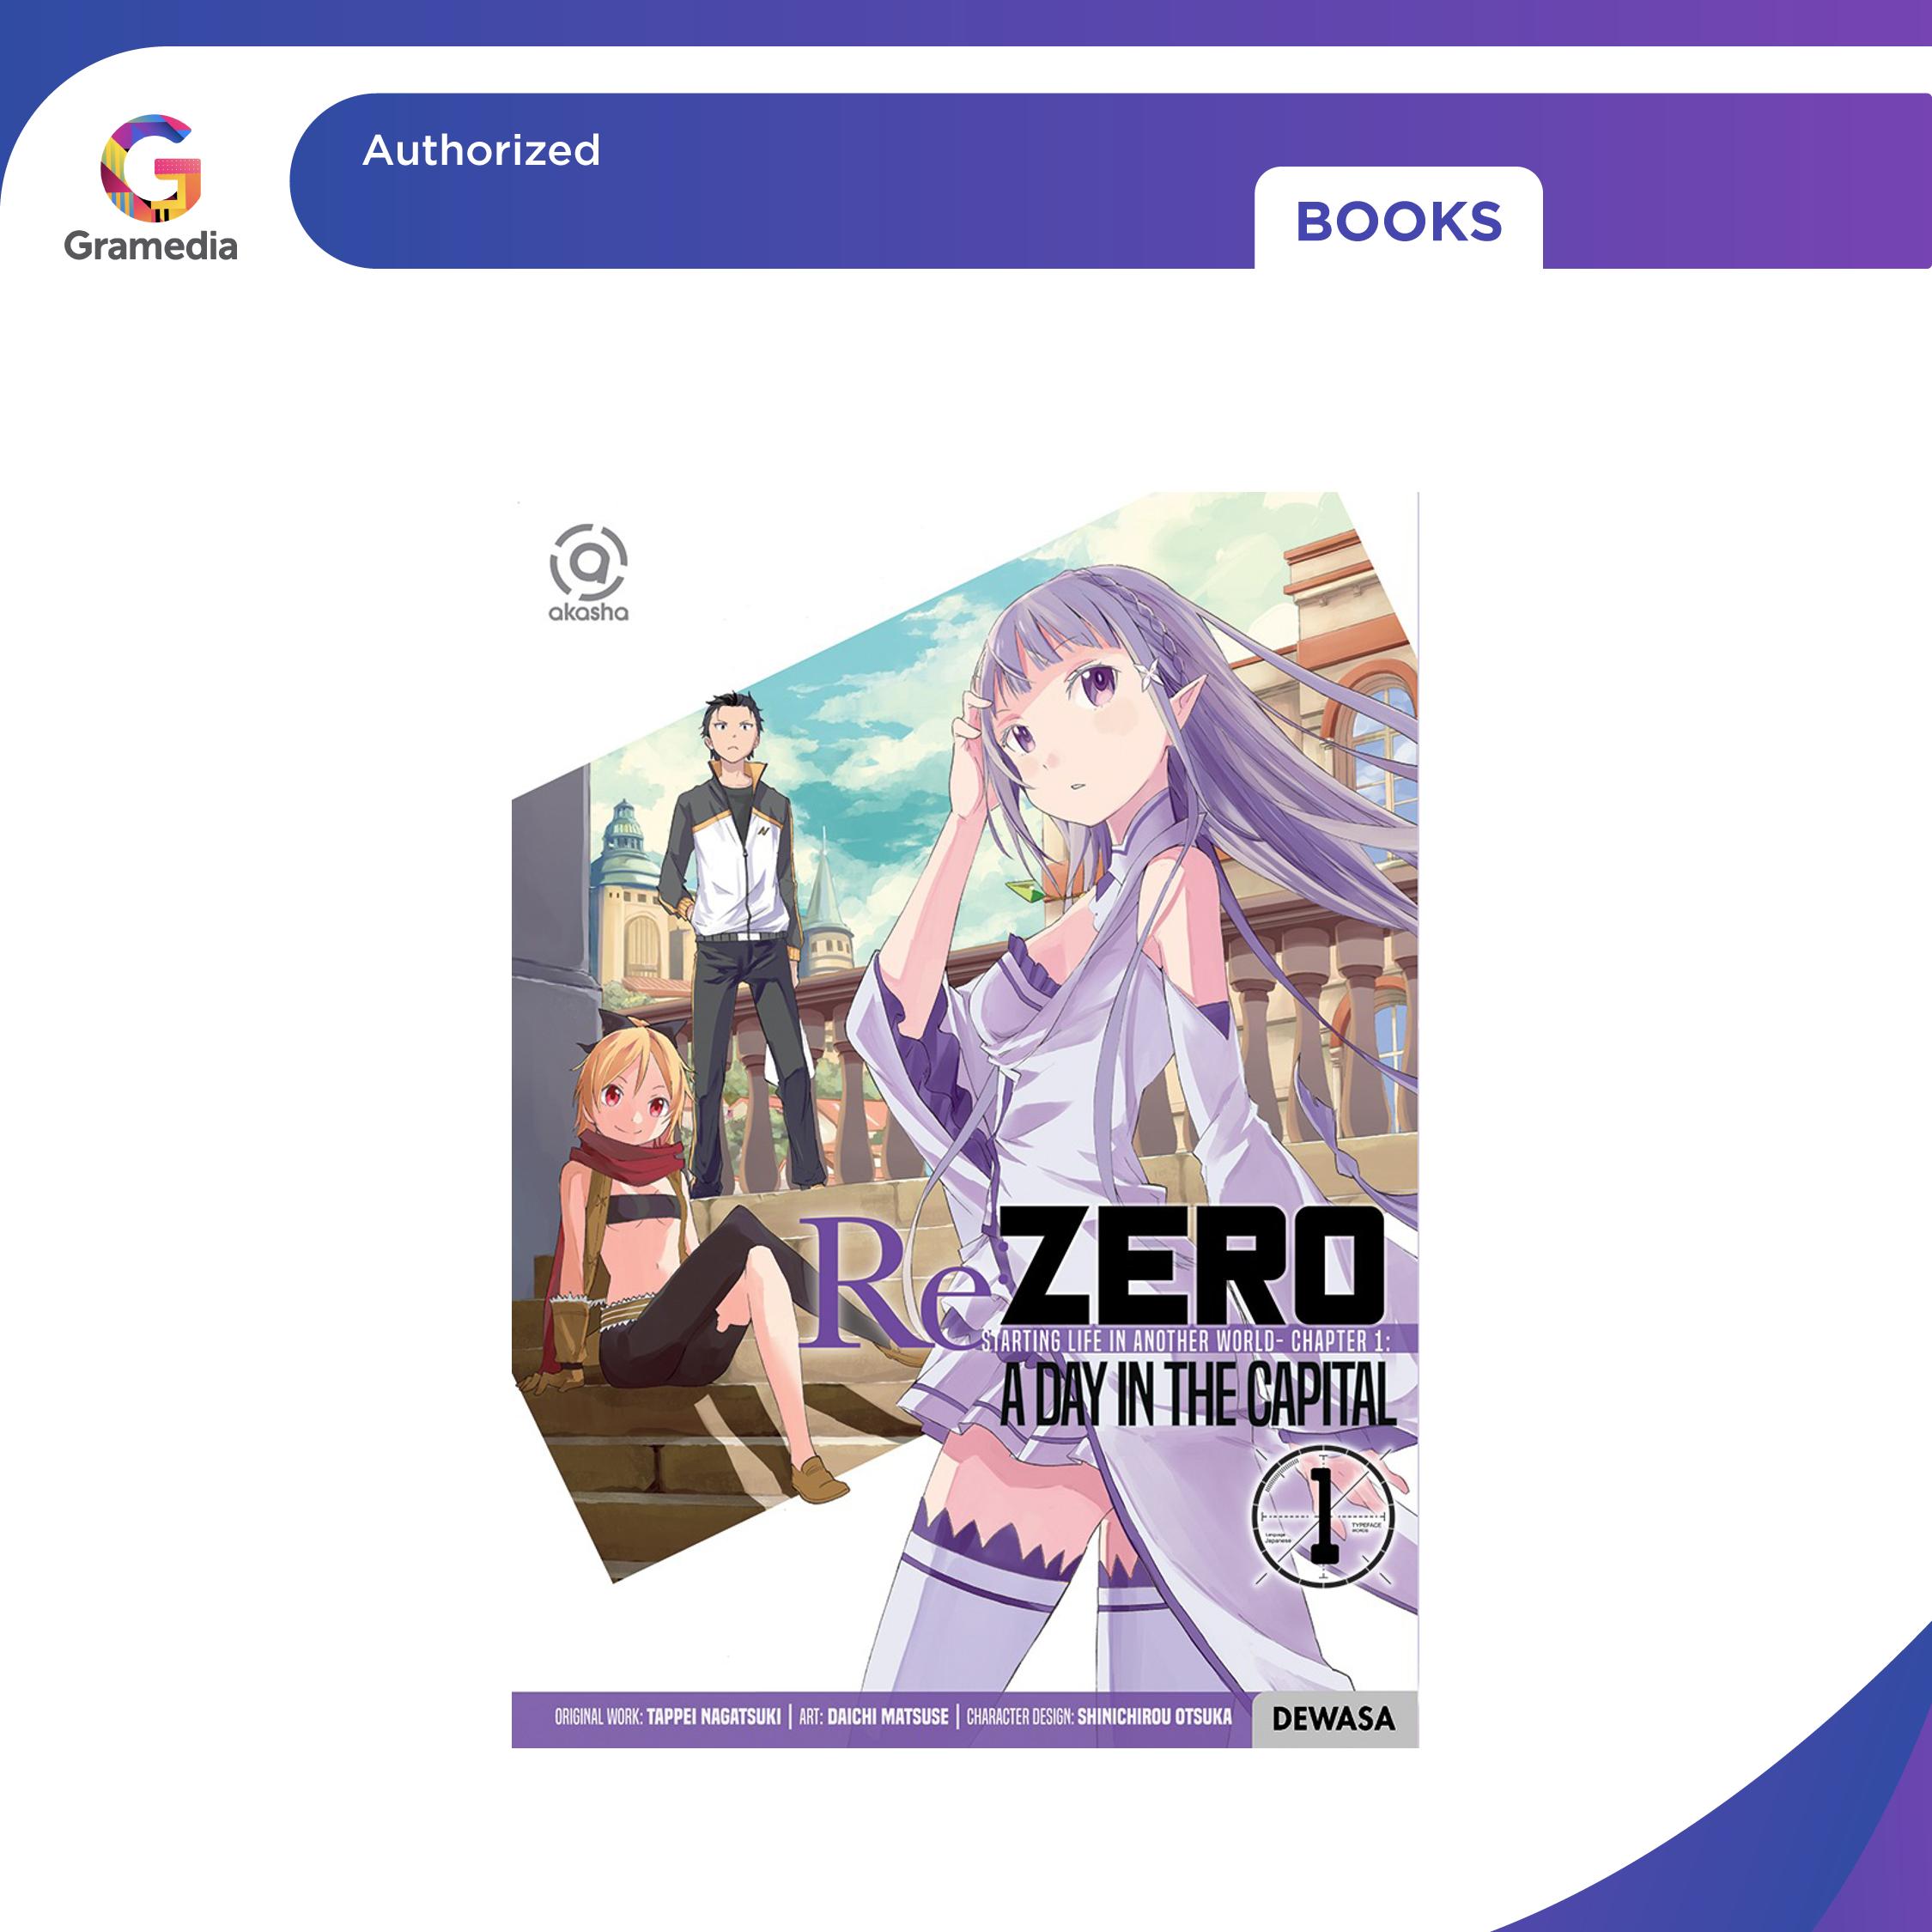 Authorized
BOOKS
Gramedia
akasha
N
Re:ZERO
STARTING LIFE IN ANOTHER WORLD- CHAPTER 1:
A DAY IN THE CAPITAL
1
Language
Japanese
TYPEFACE
WORDS
ORIGINAL WORK: TAPPEI NAGATSUKI | ART: DAICHI MATSUSE | CHARACTER DESIGN: SHINICHIROU OTSUKA
DEWASA